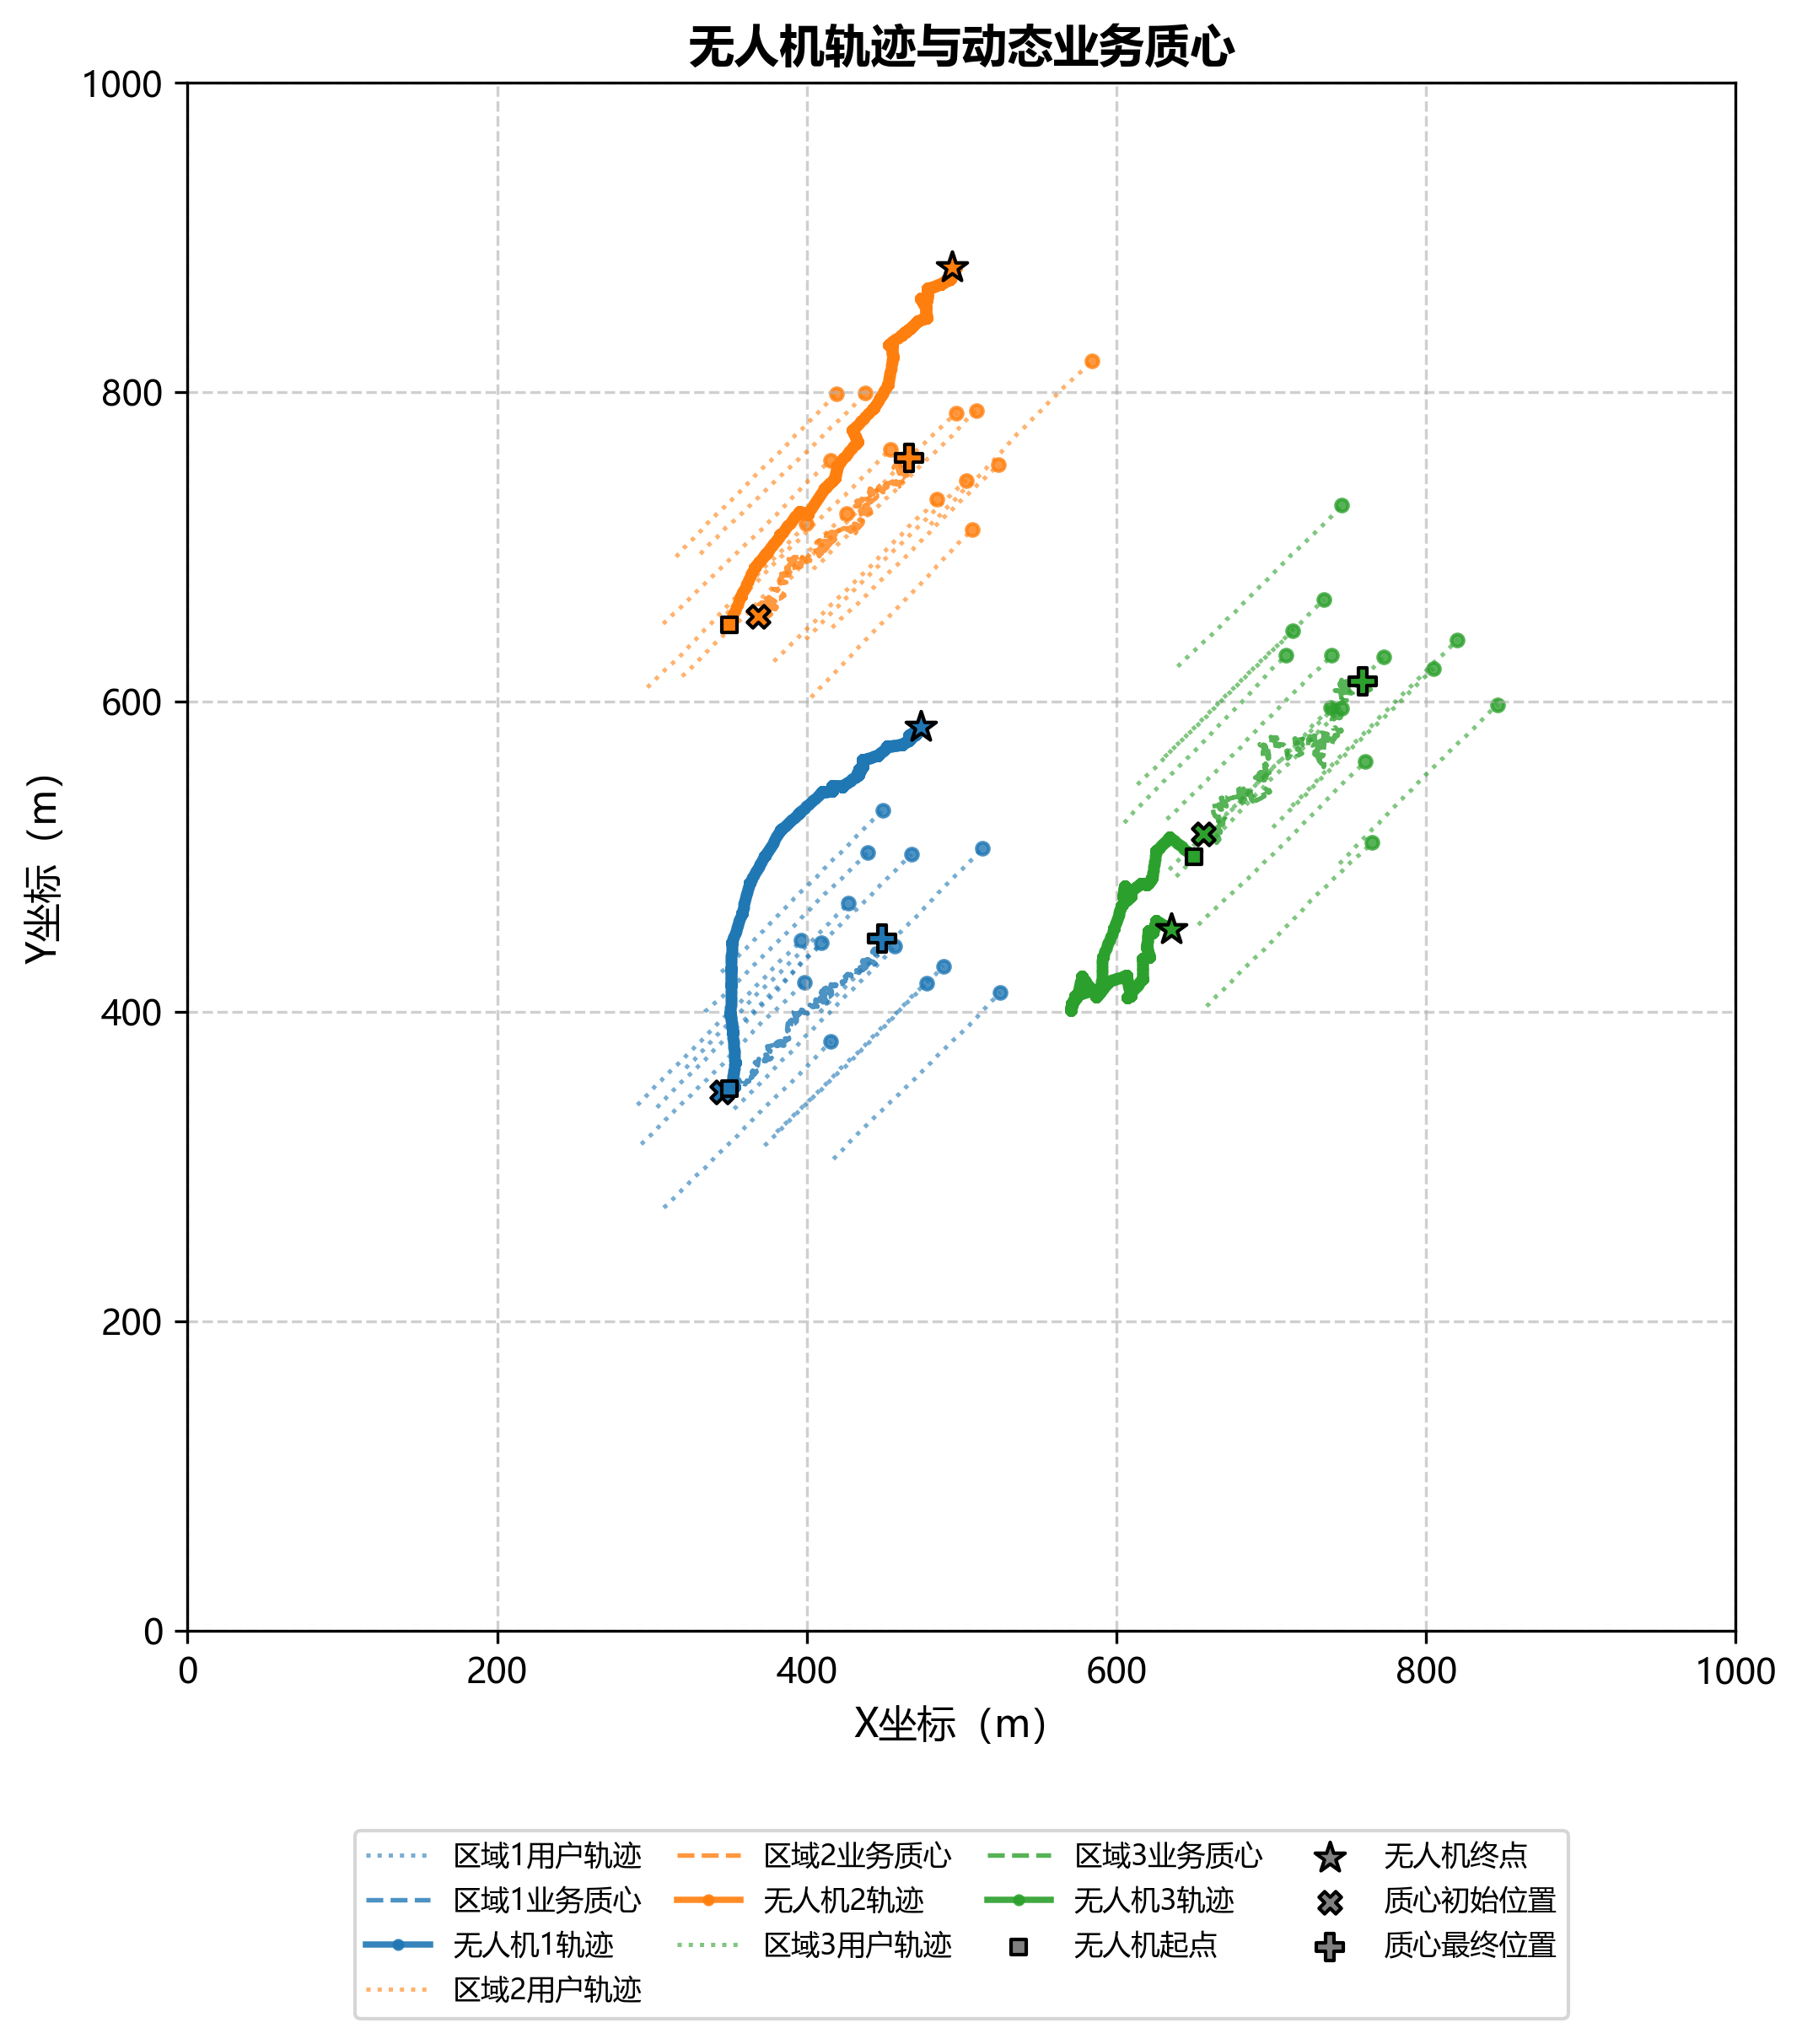 无人机轨迹与动态业务质心
1000
800
600
400
200
0
Y坐标（m）
0 200 400 600 800 1000
X坐标（m）
区域1用户轨迹 区域2业务质心 区域3业务质心 无人机终点
区域1业务质心 无人机2轨迹 无人机3轨迹 质心初始位置
无人机1轨迹 区域3用户轨迹 无人机起点 质心最终位置
区域2用户轨迹